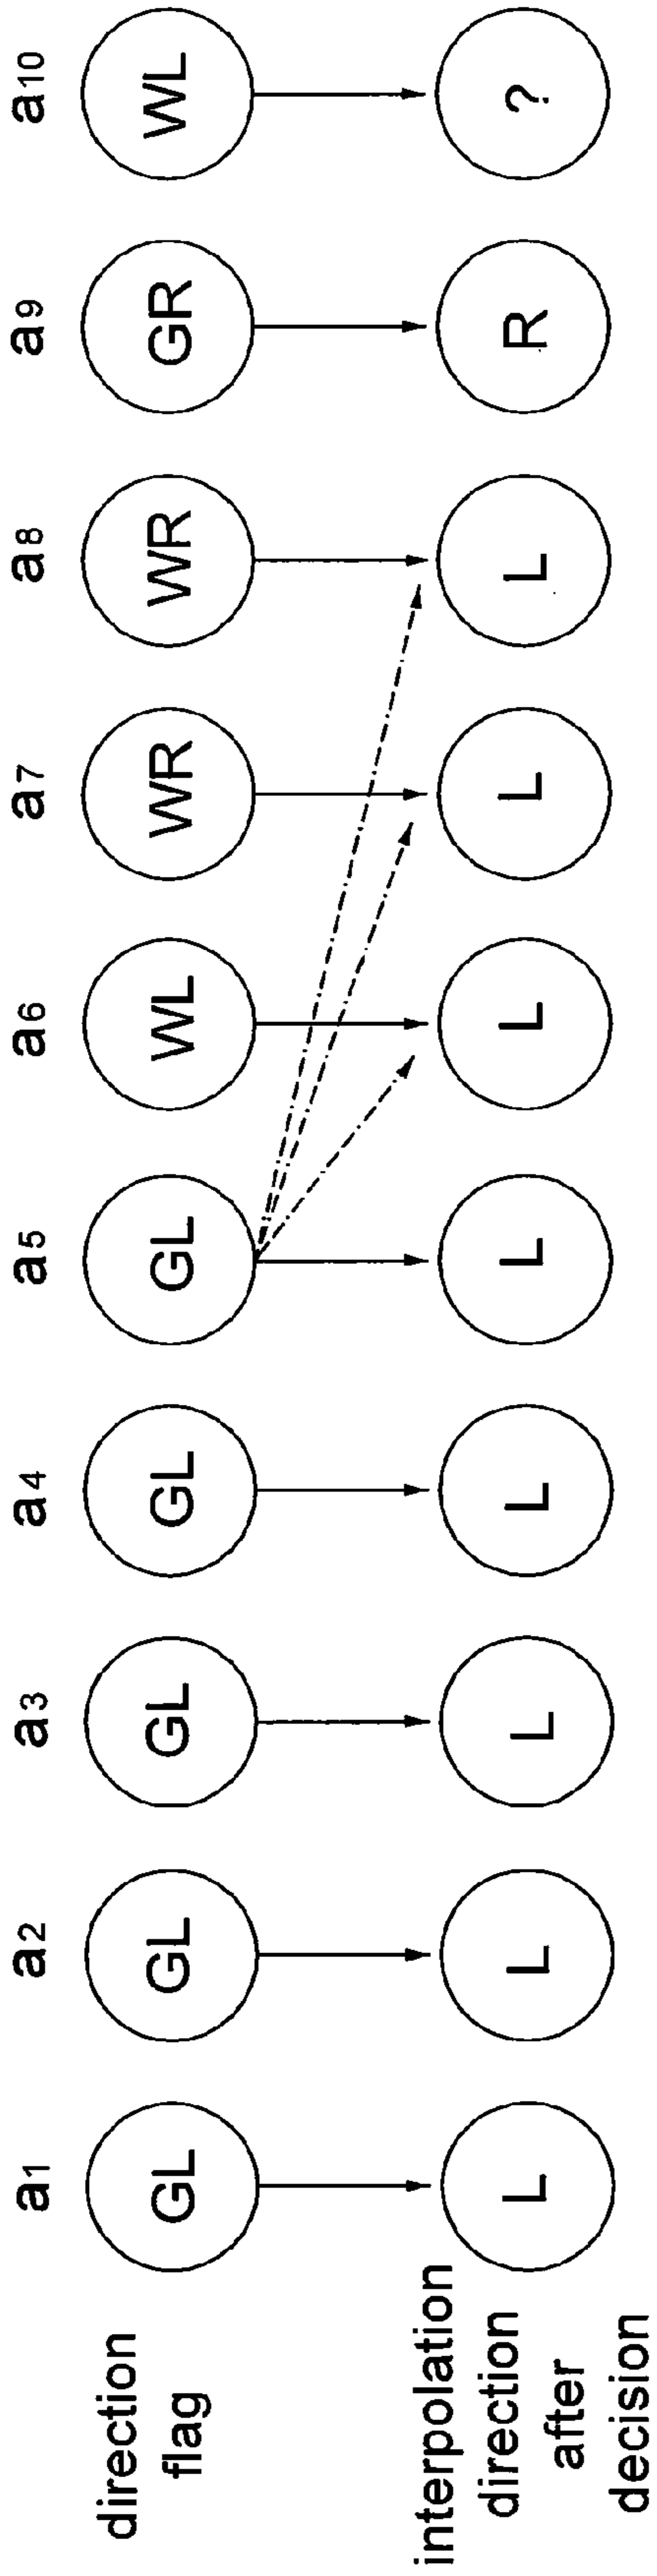 a1 a2 a3 a4 a5 a6 a7 a8 a9 a10
direction
flag
GL GL GL GL GL WL WR WR GR WL
interpolation
direction
after
decision
L L L L L L L L R ?